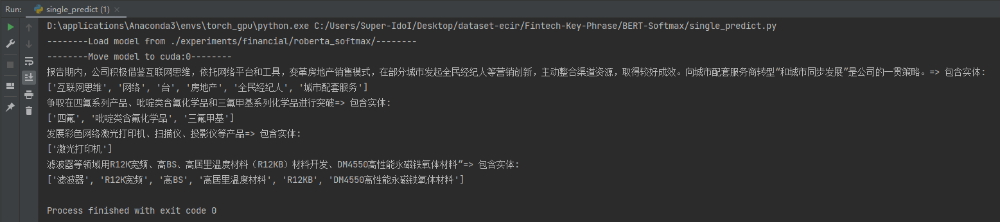 Run: single_predict (1) ×
D:\applications\Anaconda3\envs\torch_gpu\python.exe C:/Users/Super-IdoI/Desktop/dataset-ecir/Fintech-Key-Phrase/BERT-Softmax/single_predict.py
--------Load model from ./experiments/financial/roberta_softmax/--------
--------Move model to cuda:0--------
报告期内，公司积极借鉴互联网思维，依托网络平台和工具，变革房地产销售模式，在部分城市发起全民经纪人等营销创新，主动整合渠道资源，取得较好成效。向城市配套服务商转型“和城市同步发展”是公司的一贯策略。=> 包含实体:
['互联网思维', '网络', '台', '房地产', '全民经纪人', '城市配套服务']
争取在四氟系列产品、吡啶类含氟化学品和三氟甲基系列化学品进行突破=> 包含实体:
['四氟', '吡啶类含氟化学品', '三氟甲基']
发展彩色网络激光打印机、扫描仪、投影仪等产品=> 包含实体:
['激光打印机']
滤波器等领域用R12K宽频、高BS、高居里温度材料（R12KB）材料开发、DM4550高性能永磁铁氧体材料”=> 包含实体:
['滤波器', 'R12K宽频', '高BS', '高居里温度材料', 'R12KB', 'DM4550高性能永磁铁氧体材料']
Process finished with exit code 0